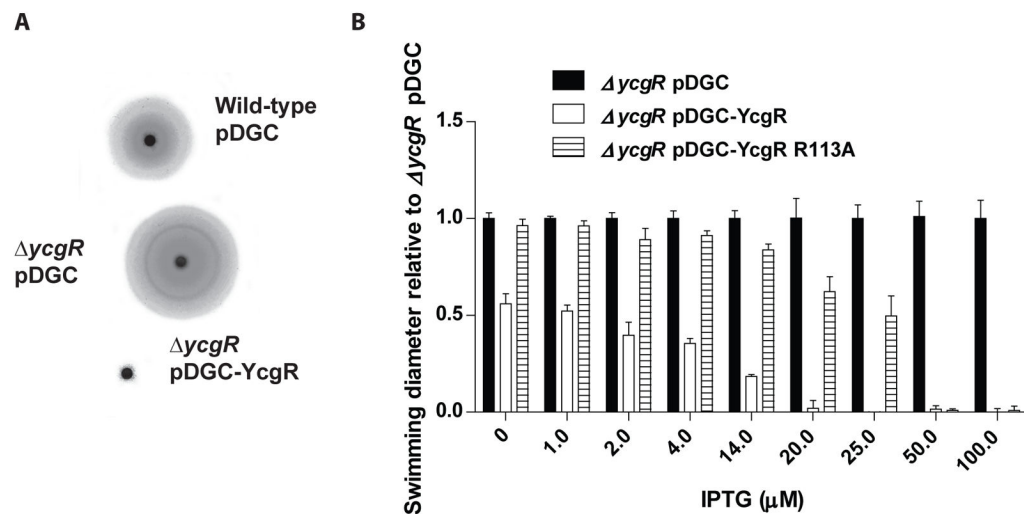 A
Wild-type
pDGC
ΔycgR
pDGC
ΔycgR
pDGC-YcgR
B
Swimming diameter relative to ΔycgR pDGC
ΔycgR pDGC
ΔycgR pDGC-YcgR
ΔycgR pDGC-YcgR R113A
1.5
1.0
0.5
0.0
0 1.0 2.0 4.0 14.0 20.0 25.0 50.0 100.0
IPTG (μM)